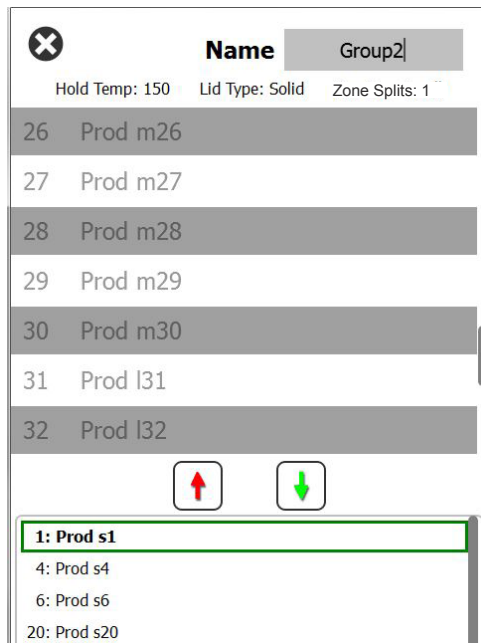 Name Group2
Hold Temp: 150 Lid Type: Solid Zone Splits: 1
26 Prod m26
27 Prod m27
28 Prod m28
29 Prod m29
30 Prod m30
31 Prod l31
32 Prod l32
1: Prod s1
4: Prod s4
6: Prod s6
20: Prod s20